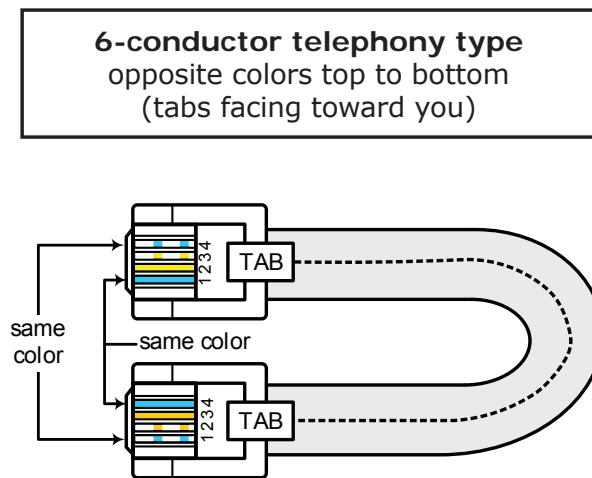 6-conductor telephony type
opposite colors top to bottom
(tabs facing toward you)
1234
TAB
same
color
same color
1234
TAB